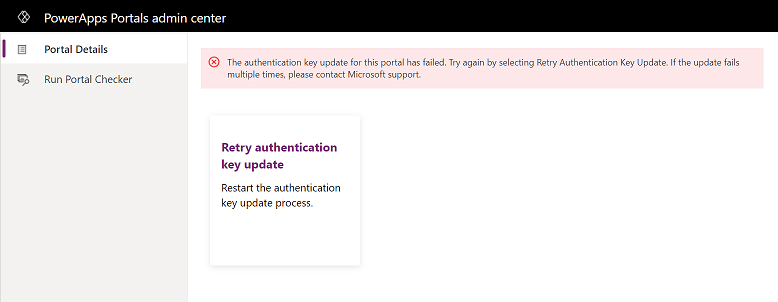 PowerApps Portals admin center
Portal Details
Run Portal Checker
The authentication key update for this portal has failed. Try again by selecting Retry Authentication Key Update. If the update fails
multiple times, please contact Microsoft support.
Retry authentication
key update
Restart the authentication
key update process.